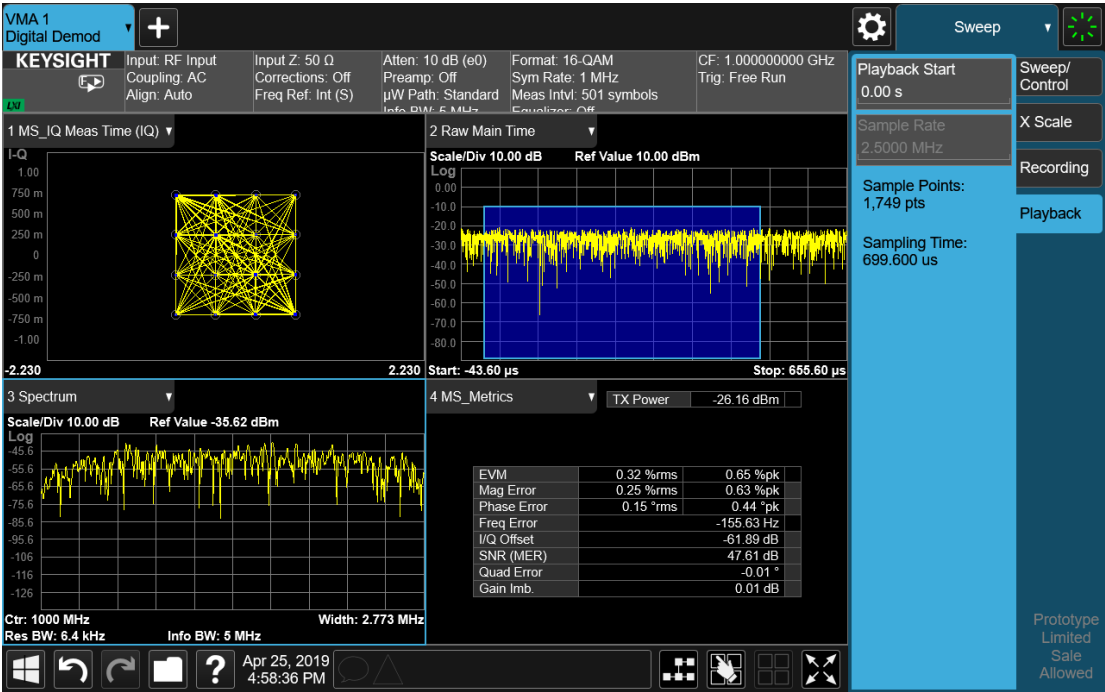 VMA 1
Digital Demod
Sweep
KEYSIGHT
LXI
Input: RF Input
Coupling: AC
Align: Auto
Input Z: 50 Ω
Corrections: Off
Freq Ref: Int (S)
Atten: 10 dB (e0)
Preamp: Off
µW Path: Standard
Info BW: 5 MHz
Format: 16-QAM
Sym Rate: 1 MHz
Meas Intvl: 501 symbols
Equalizer: Off
CF: 1.000000000 GHz
Trig: Free Run
1 MS_IQ Meas Time (IQ)
I-Q
1.00
750 m
500 m
250 m
0
-250 m
-500 m
-750 m
-1.00
-2.230
2.230
2 Raw Main Time
Scale/Div 10.00 dB Ref Value 10.00 dBm
Log
0.00
-10.0
-20.0
-30.0
-40.0
-50.0
-60.0
-70.0
-80.0
Start: -43.60 µs Stop: 655.60 µs
3 Spectrum
Scale/Div 10.00 dB Ref Value -35.62 dBm
Log
-45.6
-55.6
-65.6
-75.6
-85.6
-95.6
-106
-116
-126
Ctr: 1000 MHz Width: 2.773 MHz
Res BW: 6.4 kHz Info BW: 5 MHz
4 MS_Metrics
TX Power -26.16 dBm
EVM 0.32 %rms 0.65 %pk
Mag Error 0.25 %rms 0.63 %pk
Phase Error 0.15 °rms 0.44 °pk
Freq Error -155.63 Hz
I/Q Offset -61.89 dB
SNR (MER) 47.61 dB
Quad Error -0.01 °
Gain Imb. 0.01 dB
Playback Start
0.00 s
Sample Rate
2.5000 MHz
Sample Points:
1,749 pts
Sampling Time:
699.600 us
Sweep/
Control
X Scale
Recording
Playback
Prototype
Limited
Sale
Allowed
?
Apr 25, 2019
4:58:36 PM